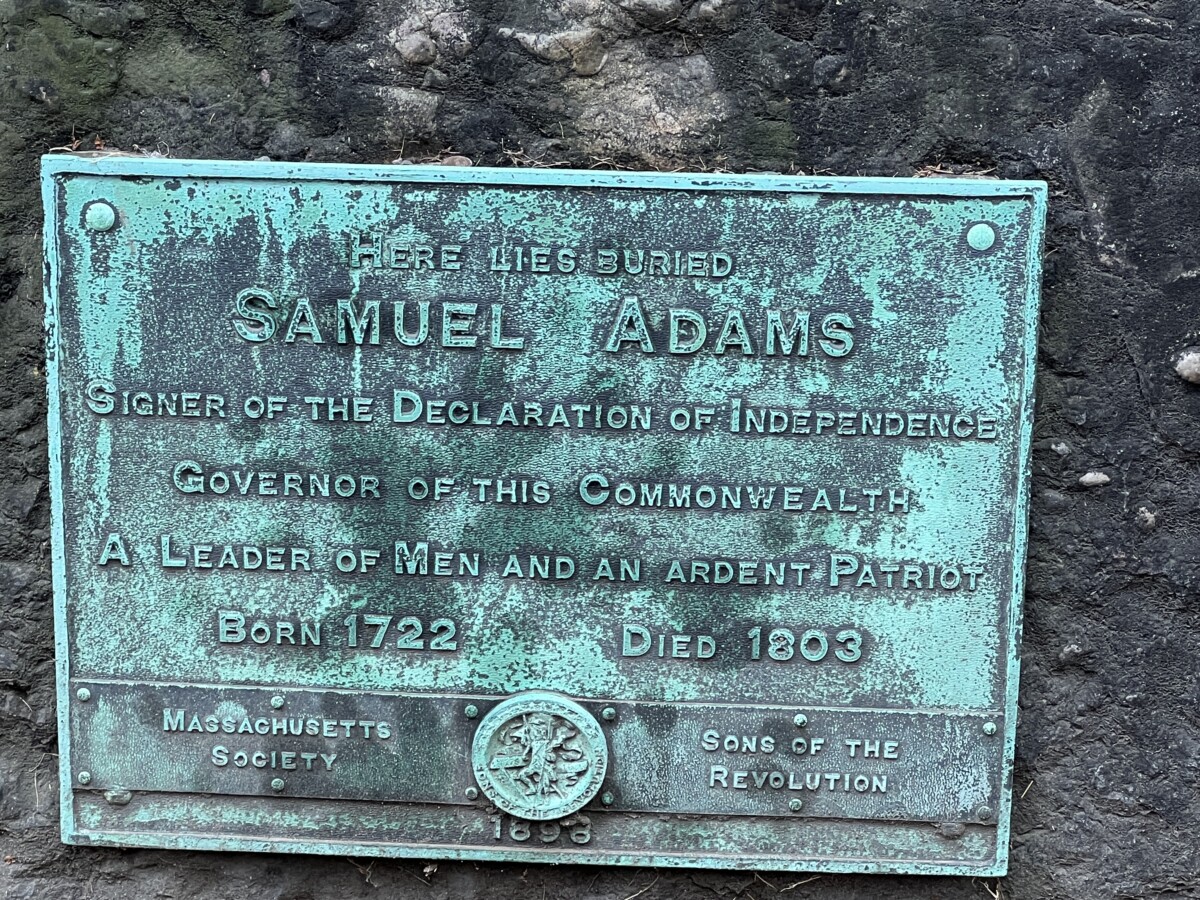 HERE LIES BURIED
SAMUEL ADAMS
SIGNER OF THE DECLARATION OF INDEPENDENCE
GOVERNOR OF THIS COMMONWEALTH
A LEADER OF MEN AND AN ARDENT PATRIOT
BORN 1722 DIED 1803
MASSACHUSETTS
SOCIETY
SONS OF THE
REVOLUTION
1898